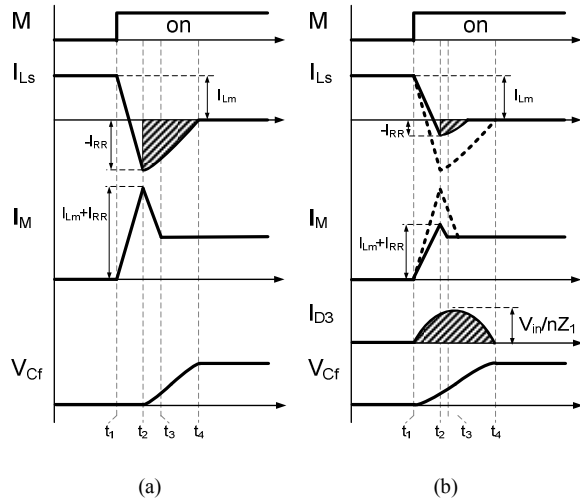 M
on
I_Ls
I_Lm
-I_RR
I_M
I_Lm+I_RR
V_Cf
t_1 t_2 t_3 t_4
(a)
M
on
I_Ls
I_Lm
-I_RR
I_M
I_Lm+I_RR
I_D3
V_in/nZ_1
V_Cf
t_1 t_2 t_3 t_4
(b)